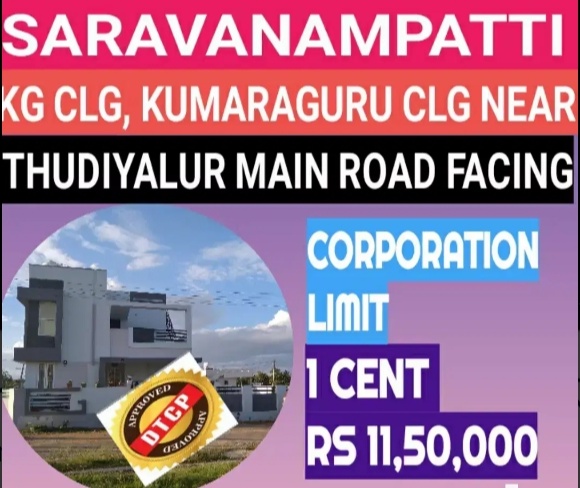 SARAVANAMPATTI
KG CLG, KUMARAGURU CLG NEAR
THUDIYALUR MAIN ROAD FACING
CORPORATION
LIMIT
1 CENT
RS 11,50,000
APPROVED
DTCP
APPROVED